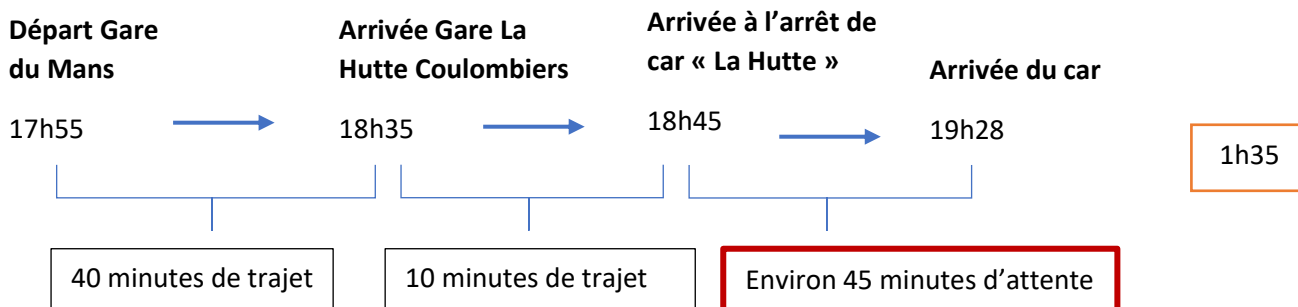 Départ Gare
du Mans
Arrivée Gare La
Hutte Coulombiers
Arrivée à l’arrêt de
car « La Hutte »
Arrivée du car
17h55
18h35
18h45
19h28
1h35
40 minutes de trajet
10 minutes de trajet
Environ 45 minutes d’attente